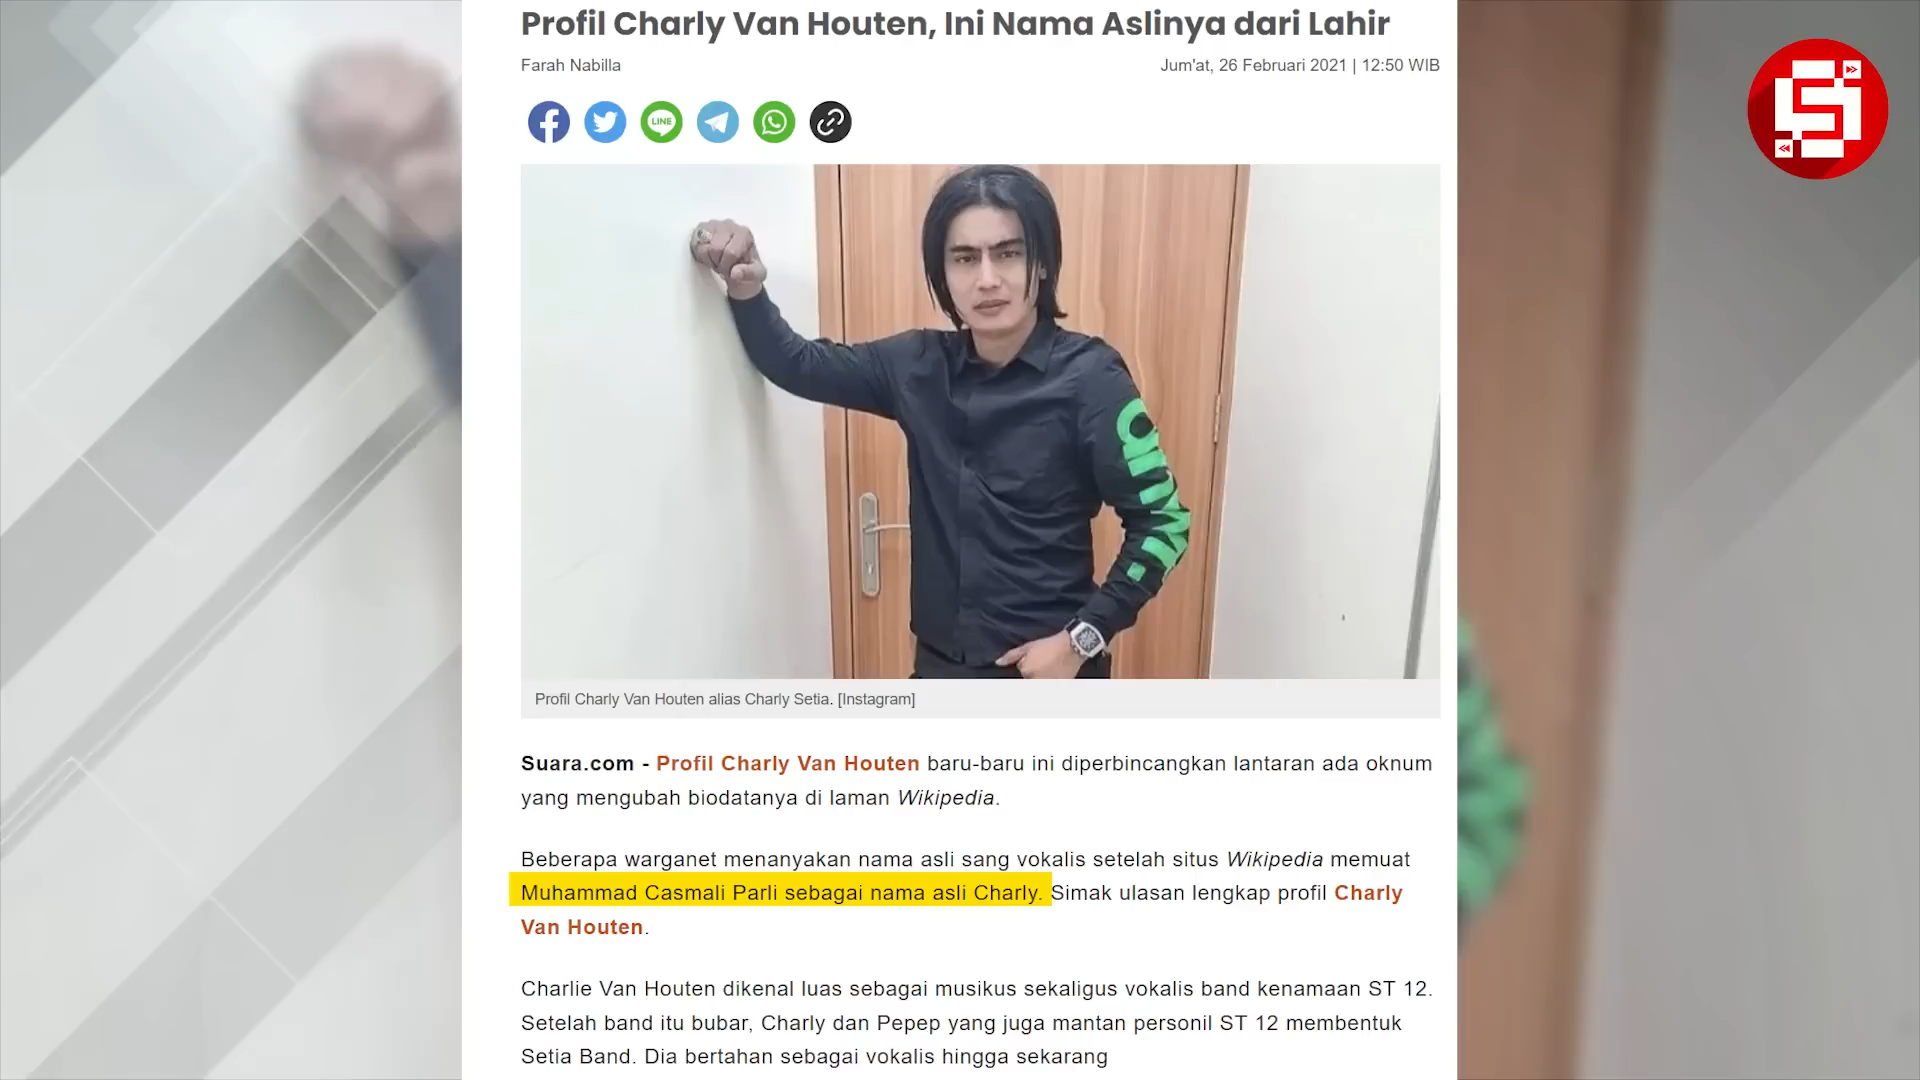 Profil Charly Van Houten, Ini Nama Aslinya dari Lahir
Farah Nabilla
Jum'at, 26 Februari 2021 | 12:50 WIB
LINE
Profil Charly Van Houten alias Charly Setia. [Instagram]
Suara.com - Profil Charly Van Houten baru-baru ini diperbincangkan lantaran ada oknum
yang mengubah biodatanya di laman Wikipedia.
Beberapa warganet menanyakan nama asli sang vokalis setelah situs Wikipedia memuat
Muhammad Casmali Parli sebagai nama asli Charly. Simak ulasan lengkap profil Charly
Van Houten.
Charlie Van Houten dikenal luas sebagai musikus sekaligus vokalis band kenamaan ST 12.
Setelah band itu bubar, Charly dan Pepep yang juga mantan personil ST 12 membentuk
Setia Band. Dia bertahan sebagai vokalis hingga sekarang